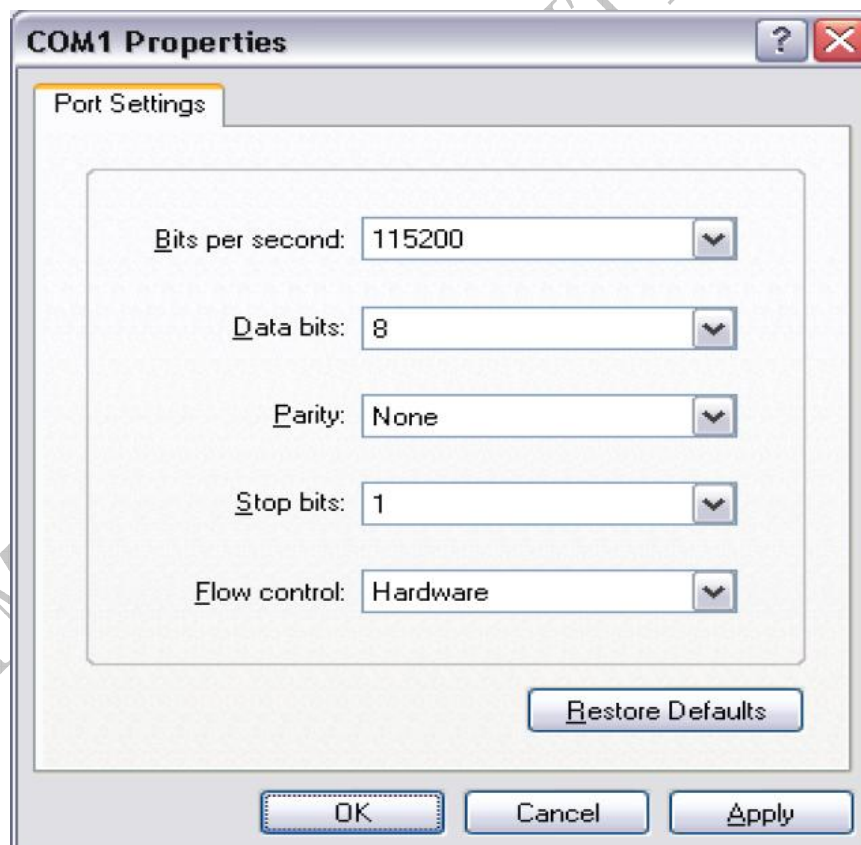 COM1 Properties
Port Settings
Bits per second: 115200
Data bits: 8
Parity: None
Stop bits: 1
Flow control: Hardware
Restore Defaults
OK Cancel Apply